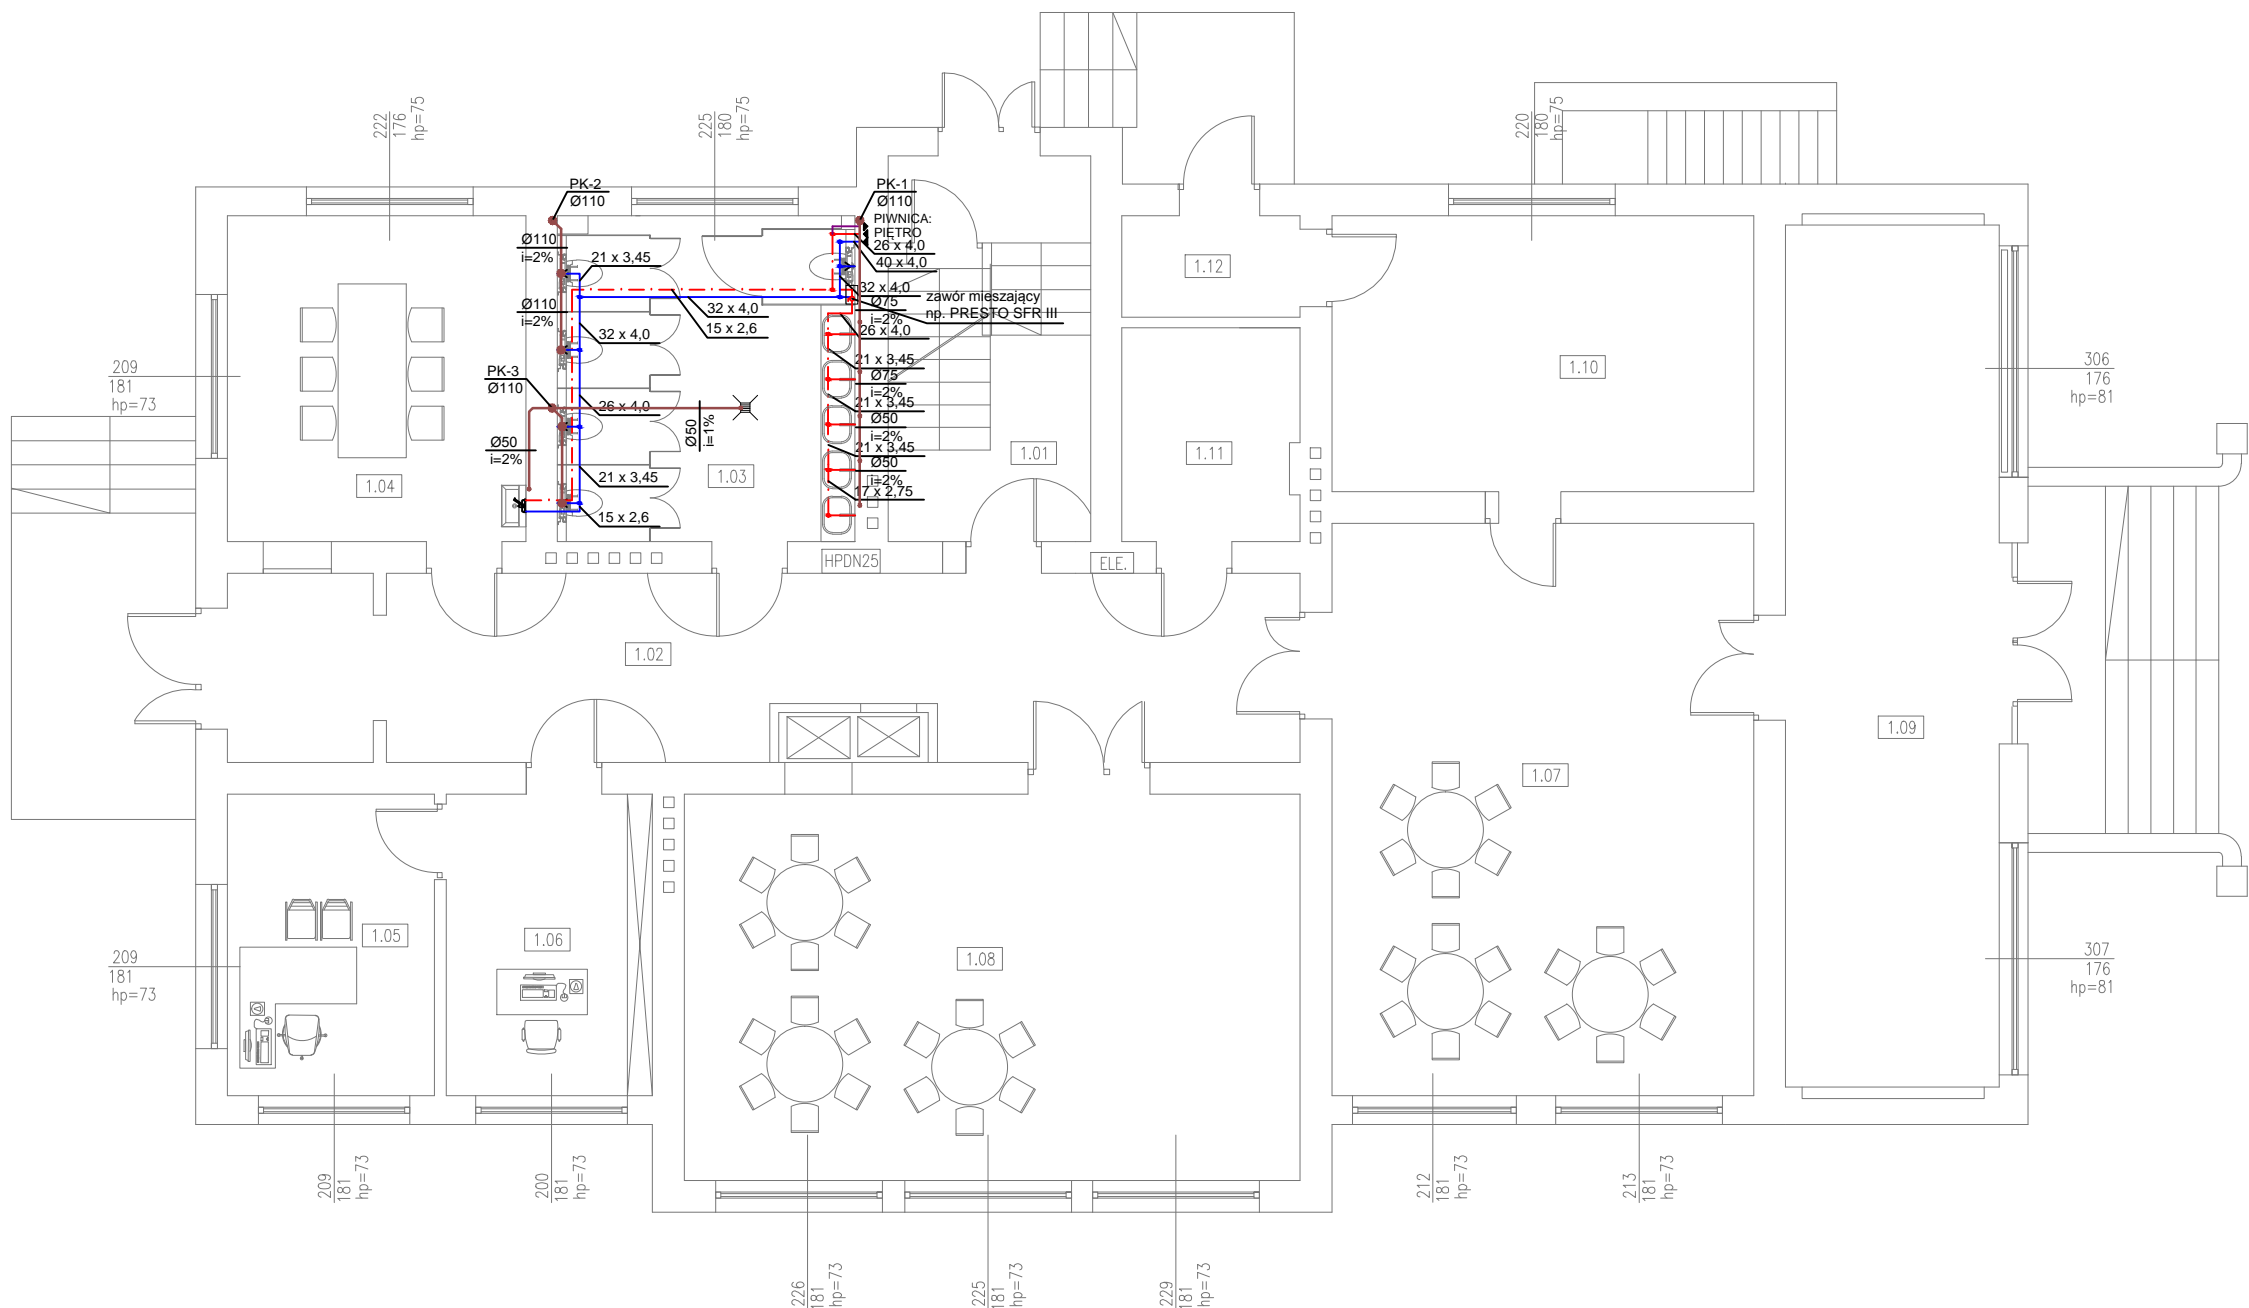 222
176
hp=75
225
180
hp=75
220
180
hp=75
PK-2
Ø110
PK-1
Ø110
PIWNICA:
PIĘTRO
26 x 4,0
40 x 4,0
Ø110
i=2%
21 x 3,45
1.12
32 x 4,0
zawór mieszający
np. PRESTO SFR III
Ø110
i=2%
32 x 4,0
15 x 2,6
Ø75
i=2%
26 x 4,0
32 x 4,0
209
181
hp=73
PK-3
Ø110
21 x 3,45
Ø75
i=2%
21 x 3,45
1.10
306
176
hp=81
26 x 4,0
Ø50
i=1%
Ø50
i=2%
Ø50
i=2%
21 x 3,45
Ø50
i=2%
17 x 2,75
1.01
1.11
1.04
21 x 3,45
1.03
15 x 2,6
HPDN25
ELE.
1.02
1.09
1.07
1.05
1.06
1.08
209
181
hp=73
307
176
hp=81
209
181
hp=73
200
181
hp=73
212
181
hp=73
213
181
hp=73
226
181
hp=73
225
181
hp=73
229
181
hp=73